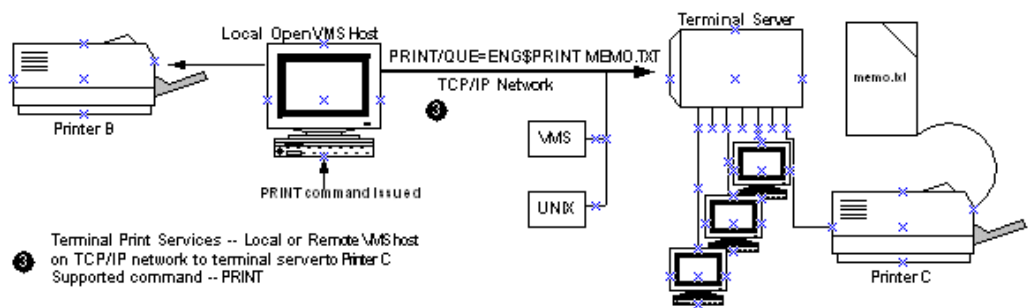 Terminal Server
Local OpenVMS Host
PRINT/QUE=ENG$PRINT MEMO.TXT
TCP/IP Network
memo.txt
Printer B
3
VMS
PRINT command Issued
UNIX
Terminal Print Services -- Local or Remote VMS host
3 on TCP/IP network to terminal server to Printer C
Supported command -- PRINT
Printer C